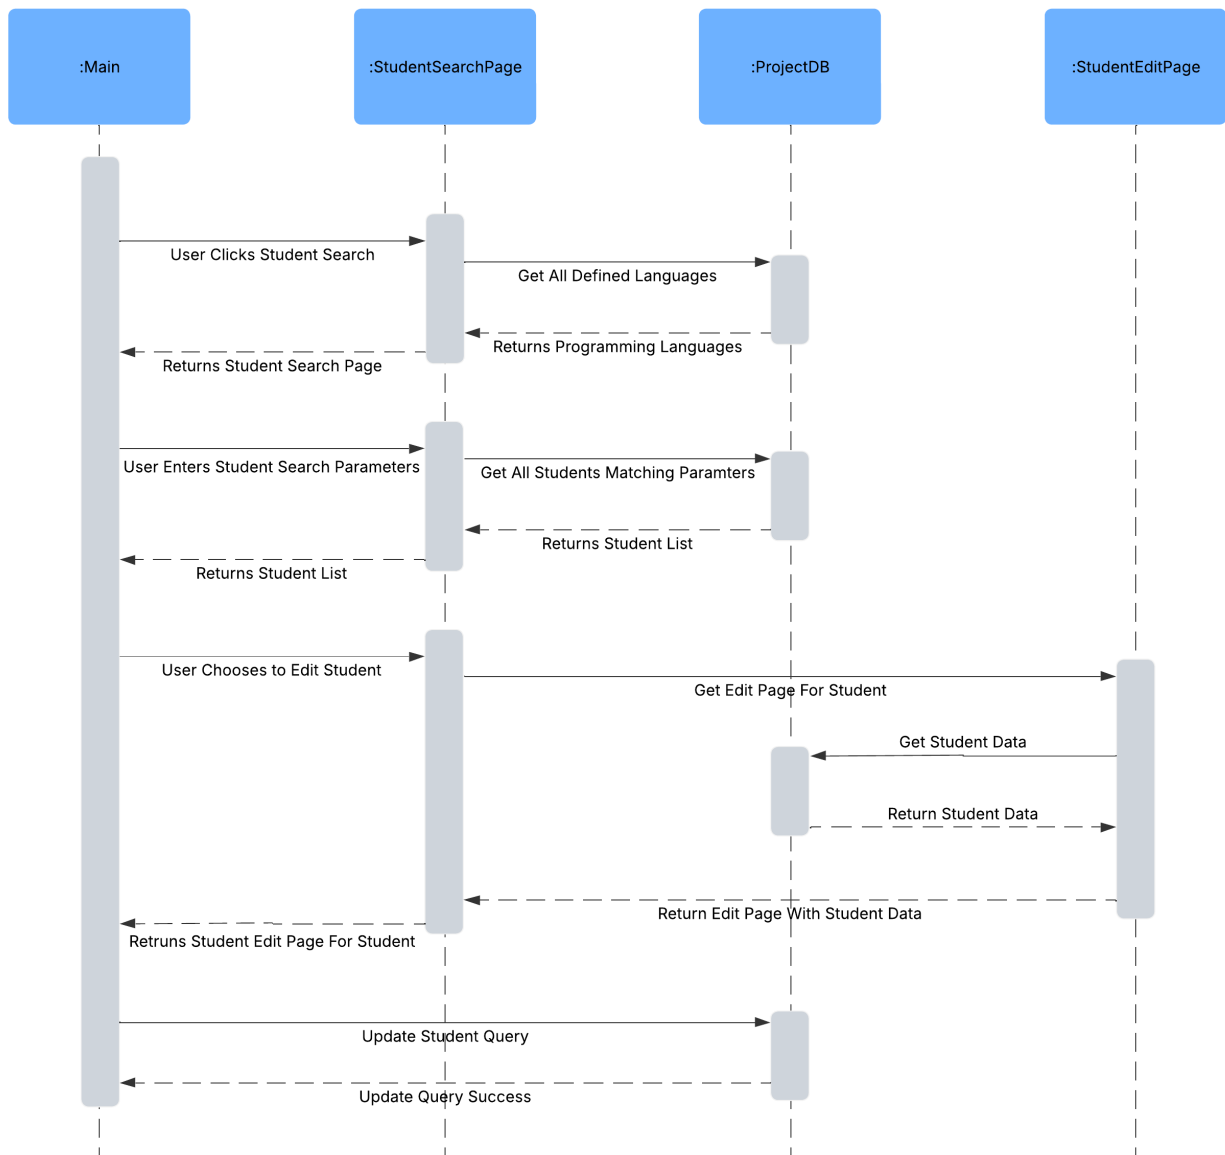 :Main
:StudentSearchPage
:ProjectDB
:StudentEditPage
User Clicks Student Search
Get All Defined Languages
Returns Programming Languages
Returns Student Search Page
User Enters Student Search Parameters
Get All Students Matching Paramters
Returns Student List
Returns Student List
User Chooses to Edit Student
Get Edit Page For Student
Get Student Data
Return Student Data
Return Edit Page With Student Data
Retruns Student Edit Page For Student
Update Student Query
Update Query Success